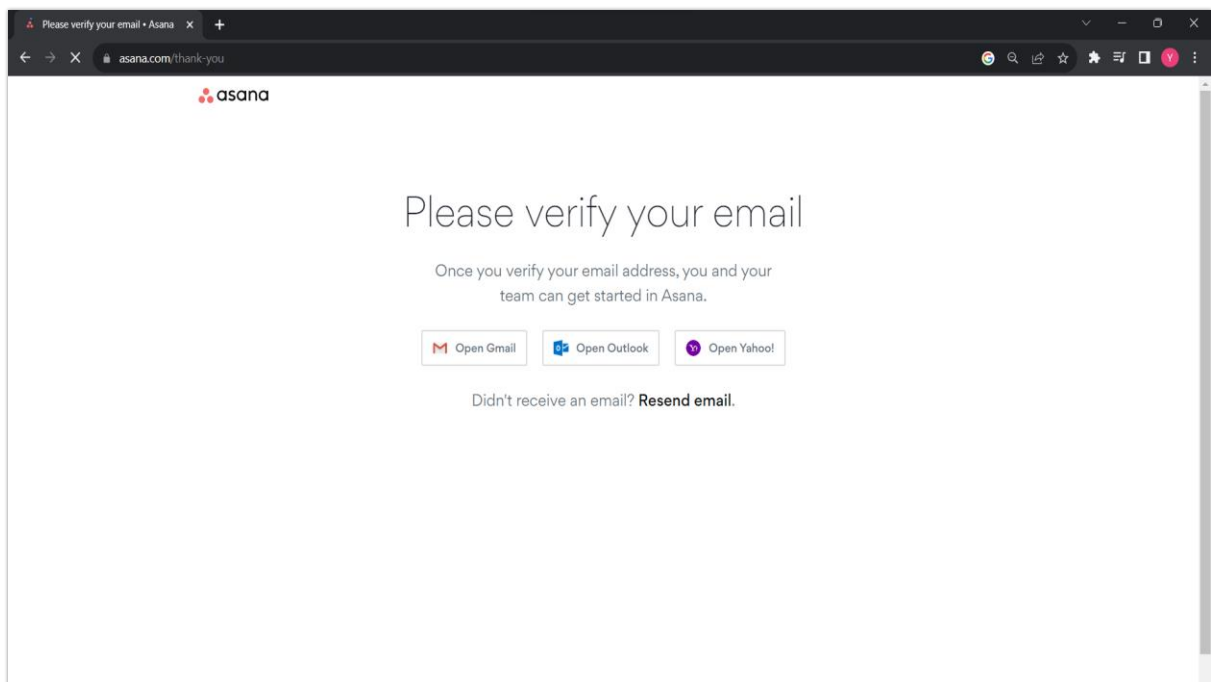 Please verify your email • Asana
asana.com/thank-you
Y
asana
Please verify your email
Once you verify your email address, you and your
team can get started in Asana.
Open Gmail Open Outlook Open Yahoo!
Didn't receive an email? Resend email.